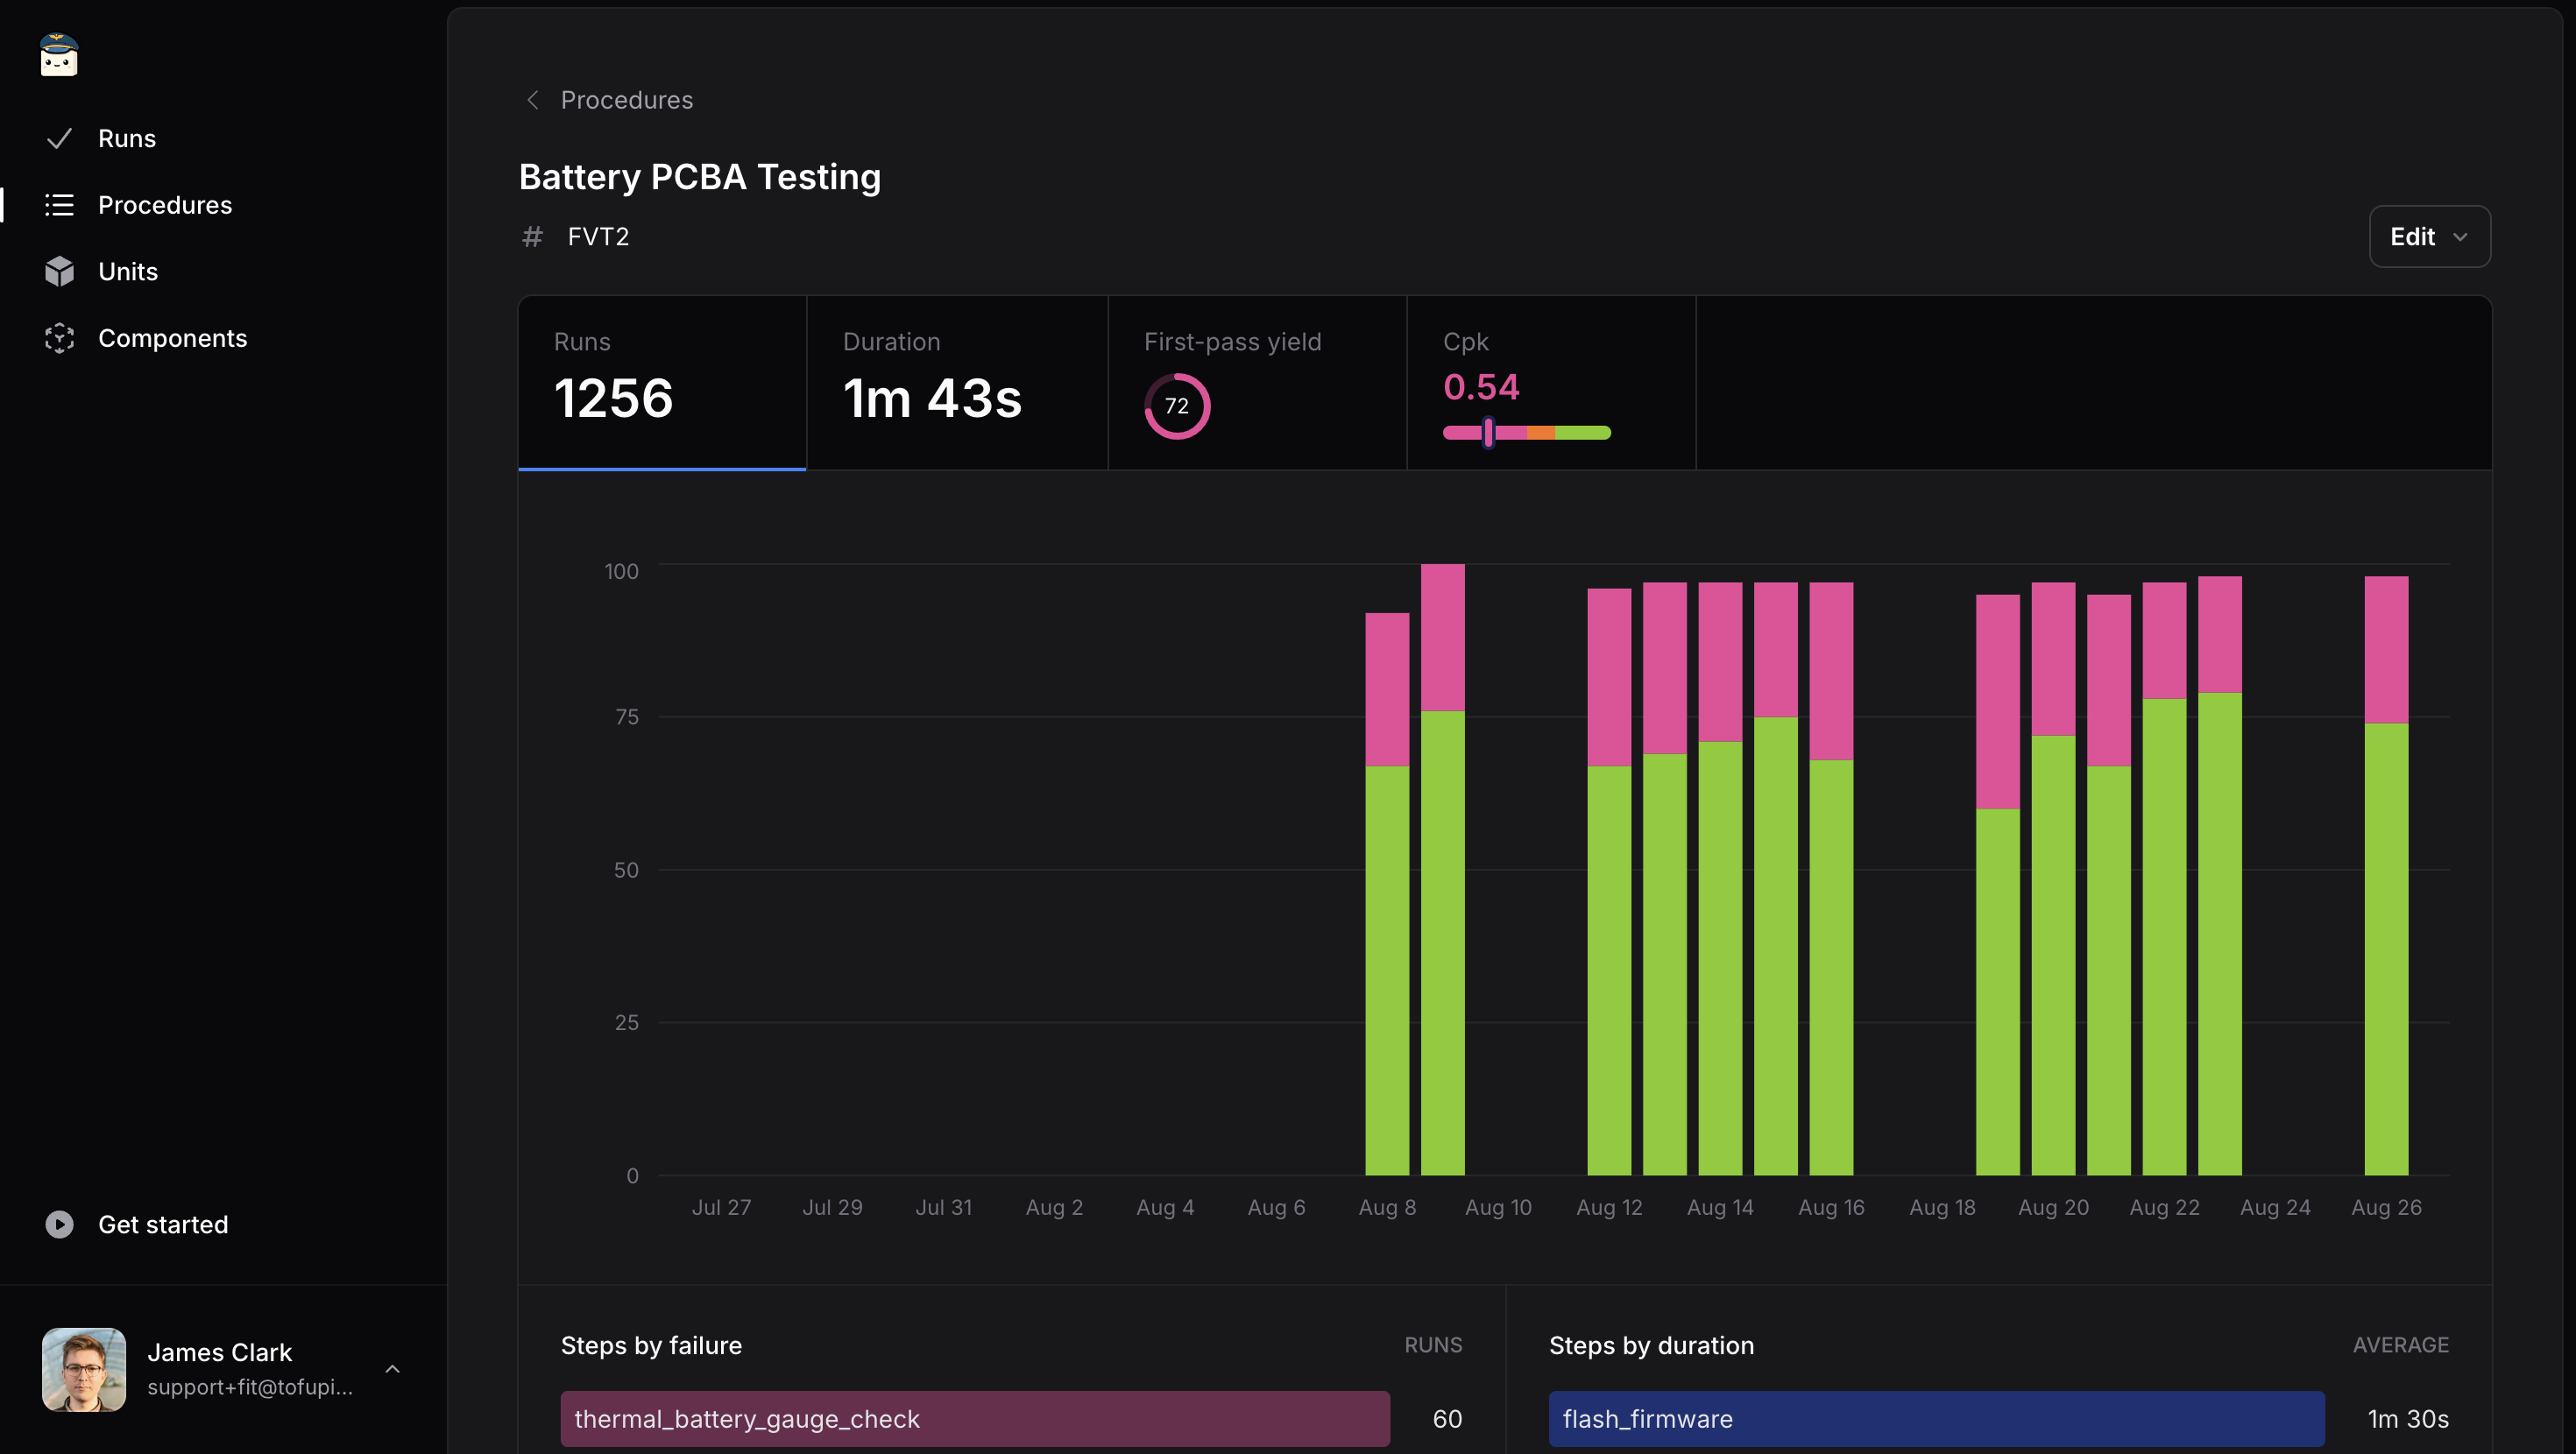 Runs
Procedures
Units
Components
Get started
James Clark
support+fit@tofupi...
Procedures
Battery PCBA Testing
# FVT2
Edit
Runs
1256
Duration
1m 43s
First-pass yield
72
Cpk
0.54
100
75
50
25
0
Jul 27 Jul 29 Jul 31 Aug 2 Aug 4 Aug 6 Aug 8 Aug 10 Aug 12 Aug 14 Aug 16 Aug 18 Aug 20 Aug 22 Aug 24 Aug 26
Steps by failure RUNS
thermal_battery_gauge_check 60
Steps by duration AVERAGE
flash_firmware 1m 30s